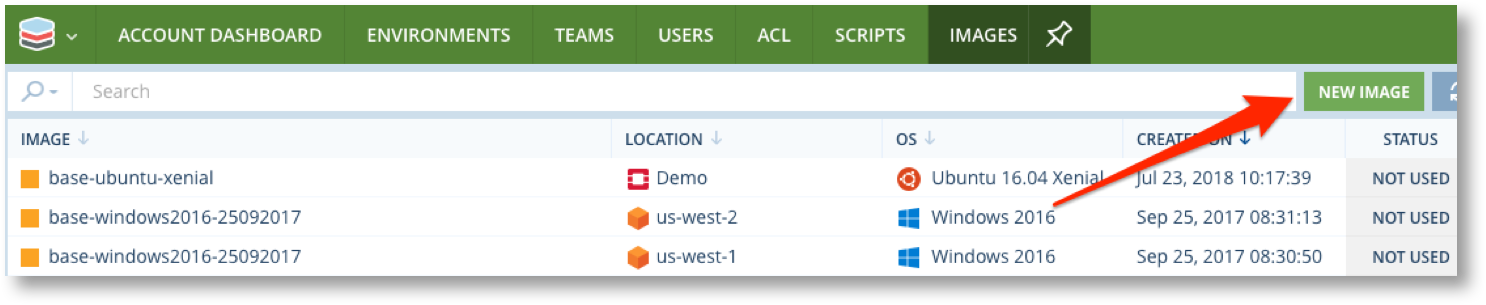 ACCOUNT DASHBOARD ENVIRONMENTS TEAMS USERS ACL SCRIPTS IMAGES
Search NEW IMAGE
IMAGE LOCATION OS CREATED ON STATUS
base-ubuntu-xenial Demo Ubuntu 16.04 Xenial Jul 23, 2018 10:17:39 NOT USED
base-windows2016-25092017 us-west-2 Windows 2016 Sep 25, 2017 08:31:13 NOT USED
base-windows2016-25092017 us-west-1 Windows 2016 Sep 25, 2017 08:30:50 NOT USED